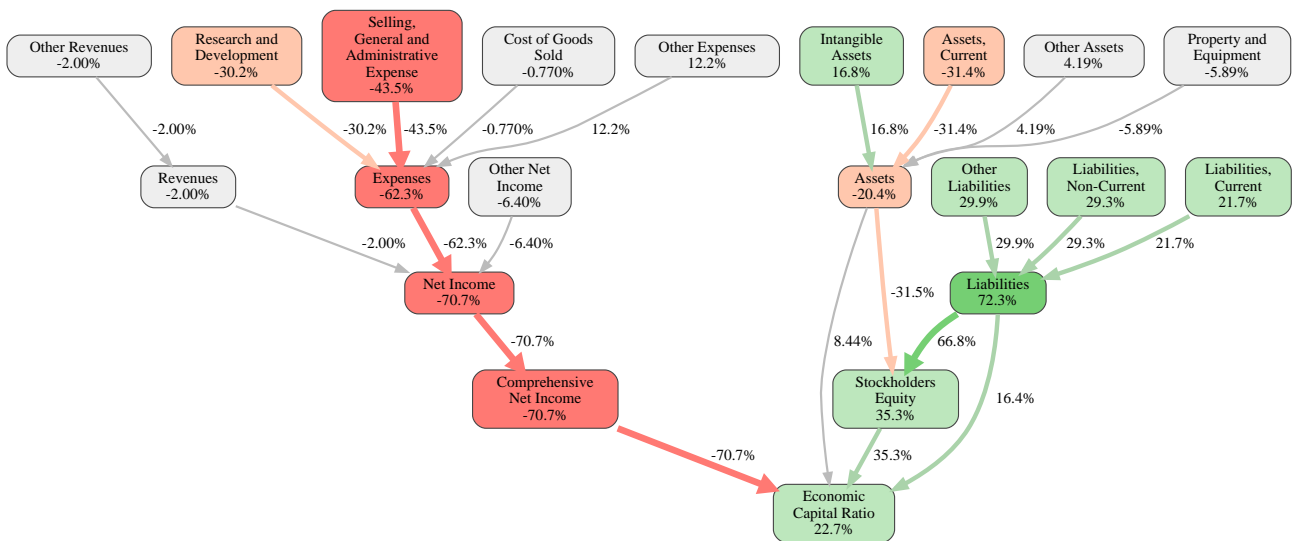 Other Revenues
-2.00%
Research and
Development
-30.2%
Selling,
General and
Administrative
Expense
-43.5%
Cost of Goods
Sold
-0.770%
Other Expenses
12.2%
Intangible
Assets
16.8%
Assets,
Current
-31.4%
Other Assets
4.19%
Property and
Equipment
-5.89%
-2.00%
-30.2%
-43.5%
-0.770%
12.2%
16.8%
-31.4%
4.19%
-5.89%
Revenues
-2.00%
Expenses
-62.3%
Other Net
Income
-6.40%
Assets
-20.4%
Other
Liabilities
29.9%
Liabilities,
Non-Current
29.3%
Liabilities,
Current
21.7%
-2.00%
-62.3%
-6.40%
29.9%
29.3%
21.7%
Net Income
-70.7%
-31.5%
Liabilities
72.3%
-70.7%
8.44%
66.8%
Comprehensive
Net Income
-70.7%
Stockholders
Equity
35.3%
16.4%
-70.7%
35.3%
Economic
Capital Ratio
22.7%